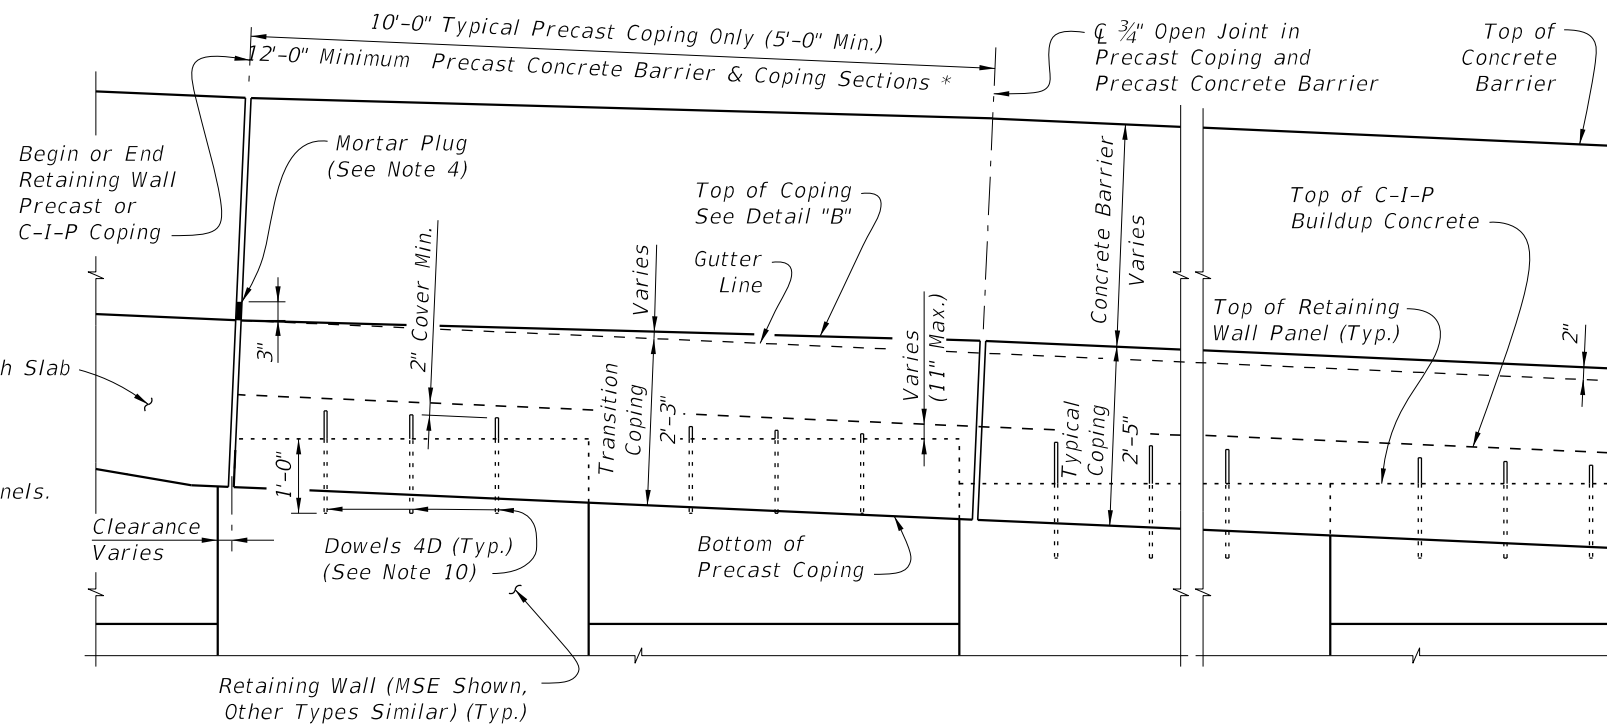 10'-0" Typical Precast Coping Only (5'-0" Min.)
12'-0" Minimum Precast Concrete Barrier & Coping Sections *
℄ ¾" Open Joint in
Precast Coping and
Precast Concrete Barrier
Top of
Concrete
Barrier
Begin or End
Retaining Wall
Precast or
C-I-P Coping
Mortar Plug
(See Note 4)
2" Cover Min.
Varies
Top of Coping
See Detail "B"
Gutter
Line
Concrete Barrier
Varies
Top of C-I-P
Buildup Concrete
Varies
(11" Max.)
Top of Retaining
Wall Panel (Typ.)
2"
3"
h Slab
Transition
Coping
2'-3"
Typical
Coping
2'-5"
1'-0"
nels.
Clearance
Varies
Dowels 4D (Typ.)
(See Note 10)
Bottom of
Precast Coping
Retaining Wall (MSE Shown,
Other Types Similar) (Typ.)